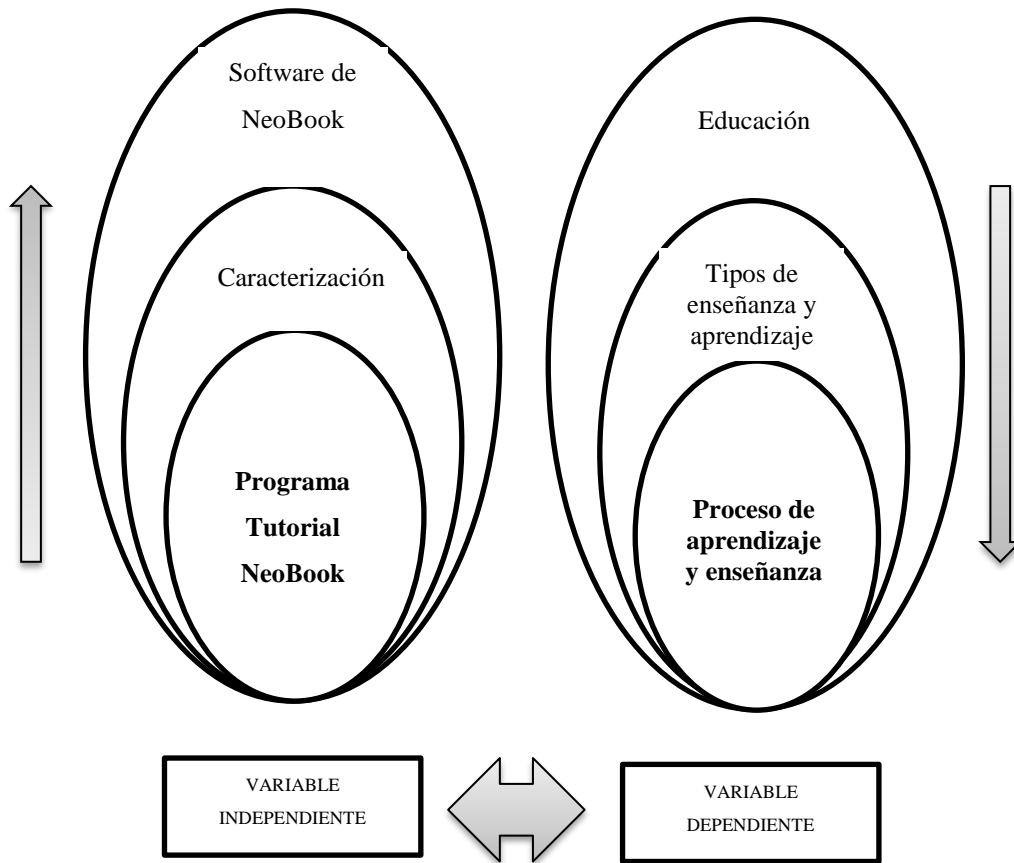 Software de
NeoBook
Caracterización
Programa
Tutorial
NeoBook
Educación
Tipos de
enseñanza y
aprendizaje
Proceso de
aprendizaje
y enseñanza
VARIABLE
INDEPENDIENTE
VARIABLE
DEPENDIENTE